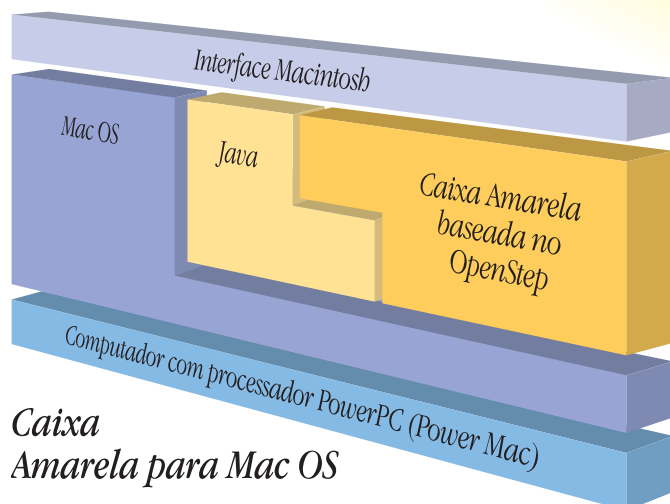 Interface Macintosh
Mac OS
Java
Caixa Amarela
baseada no
OpenStep
Computador com processador PowerPC (Power Mac)
Caixa
Amarela para Mac OS